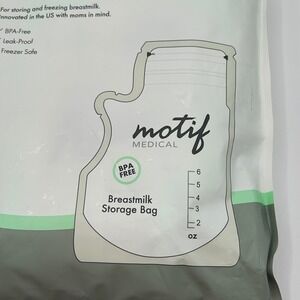 For storing and freezing breastmilk.
Innovated in the US with moms in mind.
✓ BPA-Free
Leak-Proof
Freezer Safe
motif
MEDICAL
BPA
FREE
Breastmilk
Storage Bag
6
5
4
3
2
oz